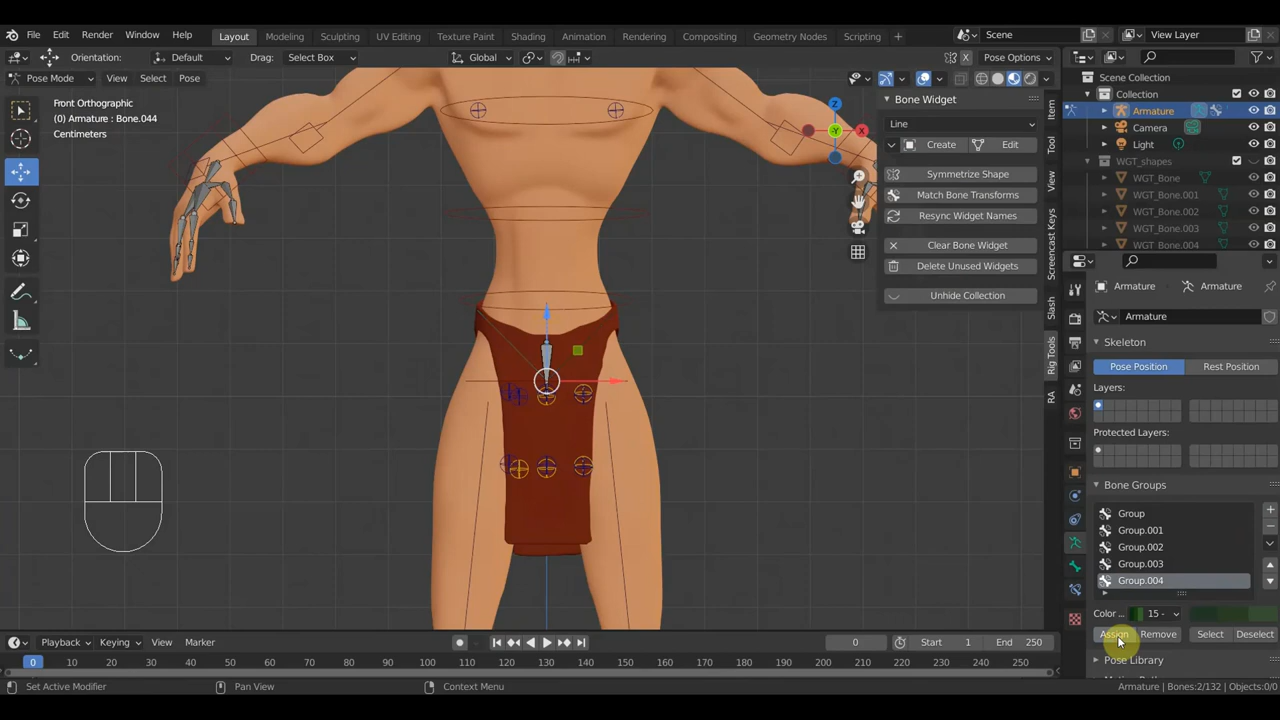 File Edit Render Window Help Layout Modeling Sculpting UV Editing Texture Paint Shading Animation Rendering Compositing Geometry Nodes Scripting + Scene View Layer
Orientation: Default Drag: Select Box Global X Pose Options
Pose Mode View Select Pose
Front Orthographic
(0) Armature : Bone.044
Centimeters
Z
X
Y
Bone Widget
Line
Create Edit
Symmetrize Shape
Match Bone Transforms
Resync Widget Names
Clear Bone Widget
Delete Unused Widgets
Unhide Collection
Item
Tool
View
Screencast Keys
Slash
Rig Tools
RA
Scene Collection
Collection
Armature
Camera
Light
WGT_shapes
WGT_Bone
WGT_Bone.001
WGT_Bone.002
WGT_Bone.003
WGT_Bone.004
Armature Armature
Armature
Skeleton
Pose Position Rest Position
Layers:
Protected Layers:
Bone Groups
Group
Group.001
Group.002
Group.003
Group.004
Color ... 15 -
Assign Remove Select Deselect
Pose Library
Playback Keying View Marker 0 Start 1 End 250
0 10 20 30 40 50 60 70 80 90 100 110 120 130 140 150 160 170 180 190 200 210 220 230 240 250
Set Active Modifier Pan View Context Menu Armature | Bones:2/132 | Objects:0/0